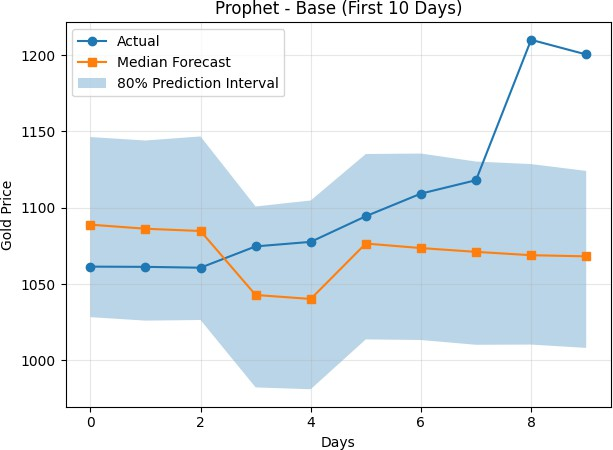 Prophet - Base (First 10 Days)
Actual
Median Forecast
80% Prediction Interval
1200
1150
1100
1050
1000
Gold Price
0 2 4 6 8
Days